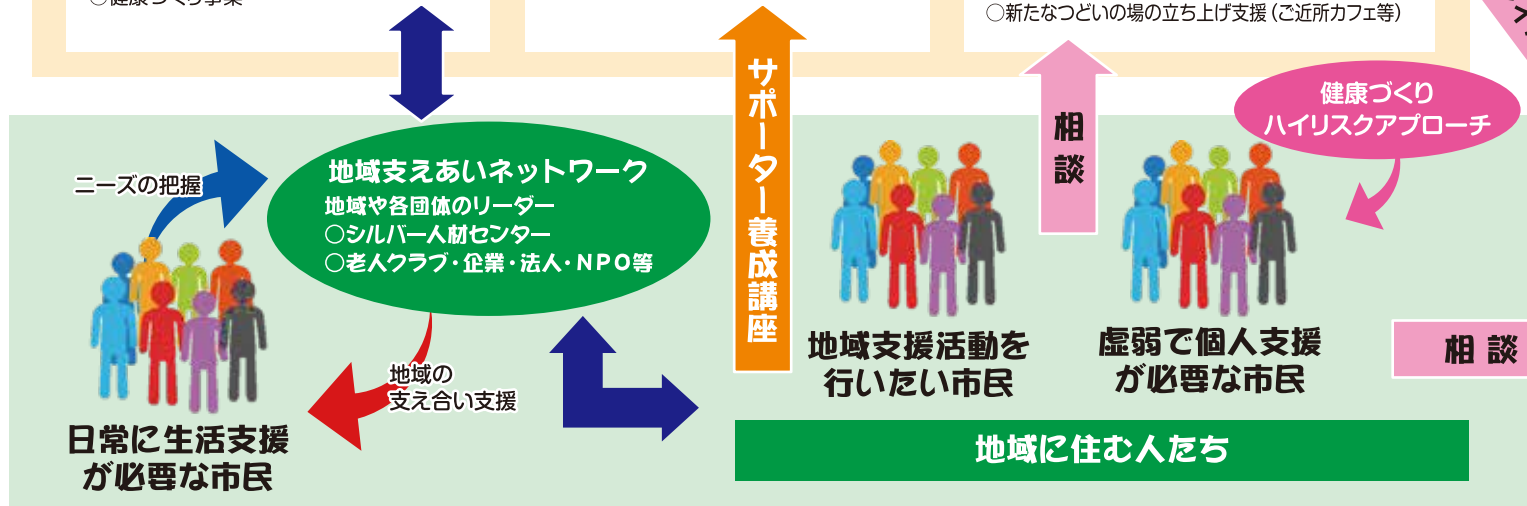 ○健康づくり事業
○新たなつどいの場の立ち上げ支援（ご近所カフェ等）
サポーター養成講座
相談
健康づくり
ハイリスクアプローチ
ニーズの把握
地域支えあいネットワーク
地域や各団体のリーダー
○シルバー人材センター
○老人クラブ・企業・法人・NPO等
地域の
支え合い支援
日常に生活支援
が必要な市民
地域支援活動を
行いたい市民
虚弱で個人支援
が必要な市民
相談
地域に住む人たち